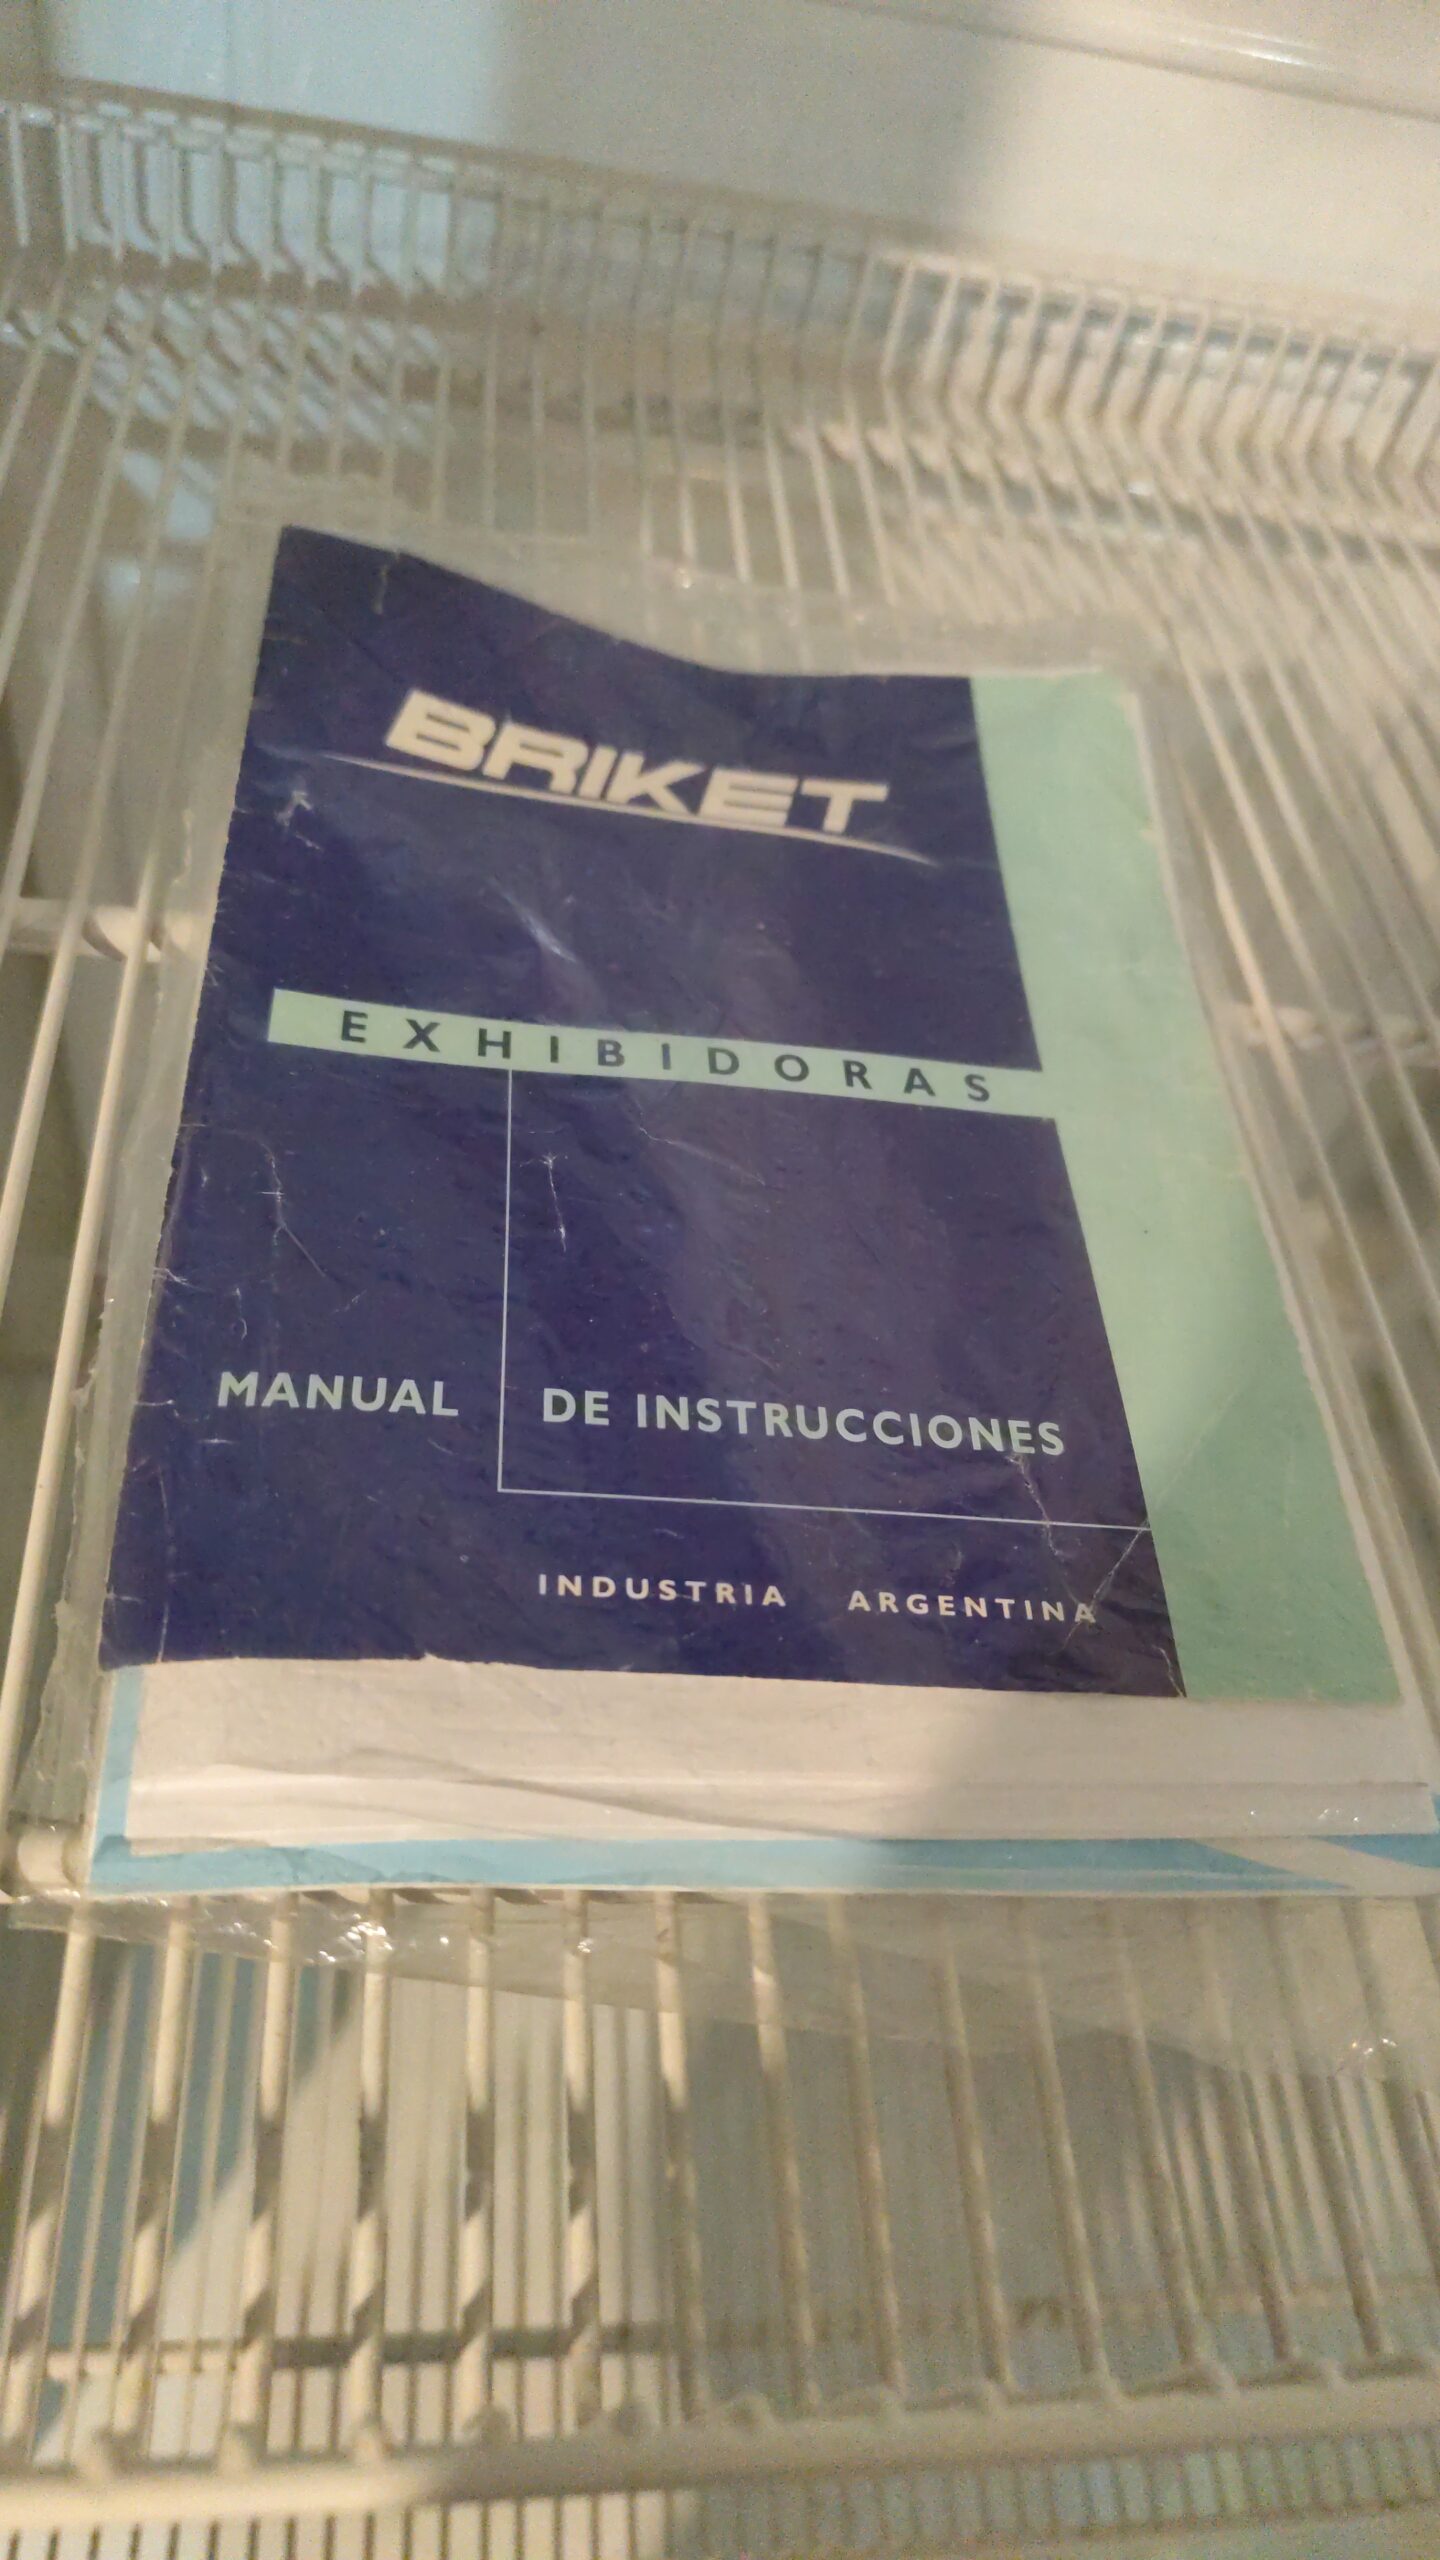 BRIKET
EXHIBIDORAS
MANUAL DE INSTRUCCIONES
INDUSTRIA ARGENTINA